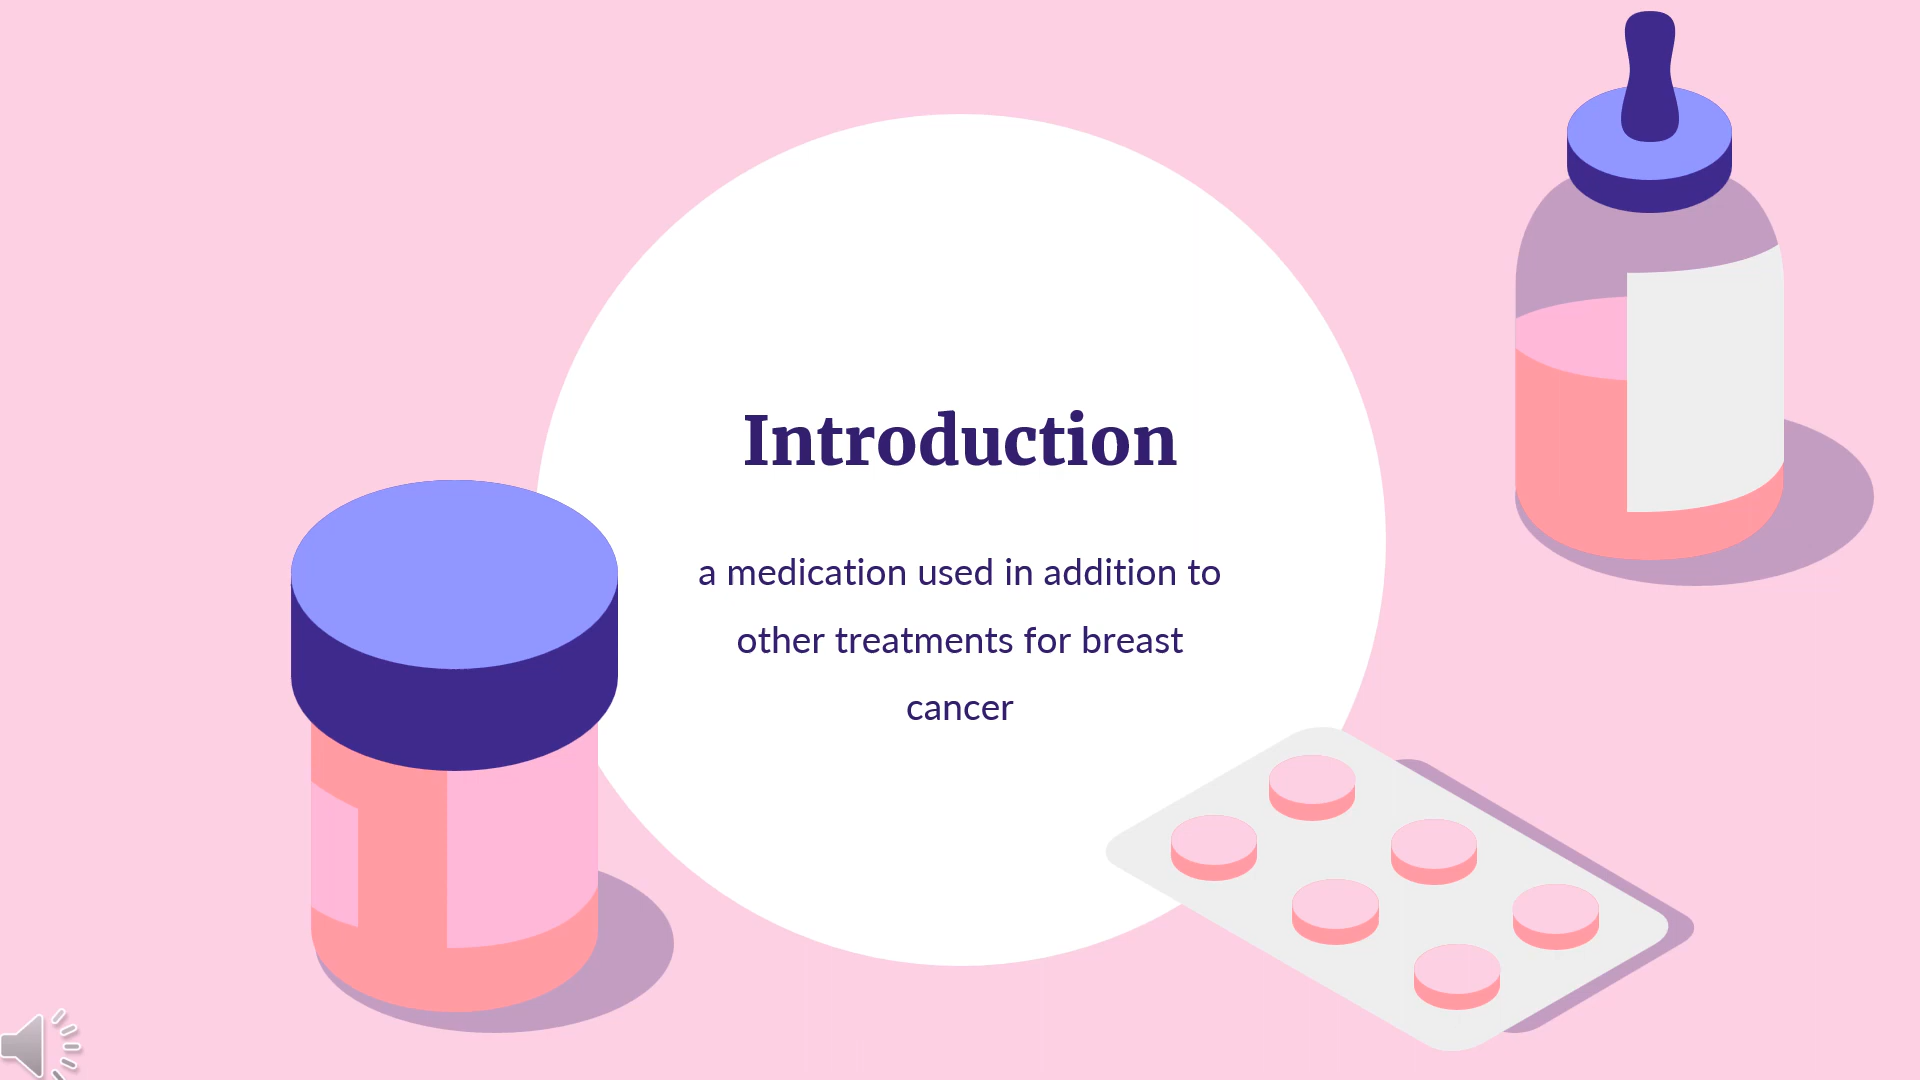 Introduction
a medication used in addition to
other treatments for breast
cancer